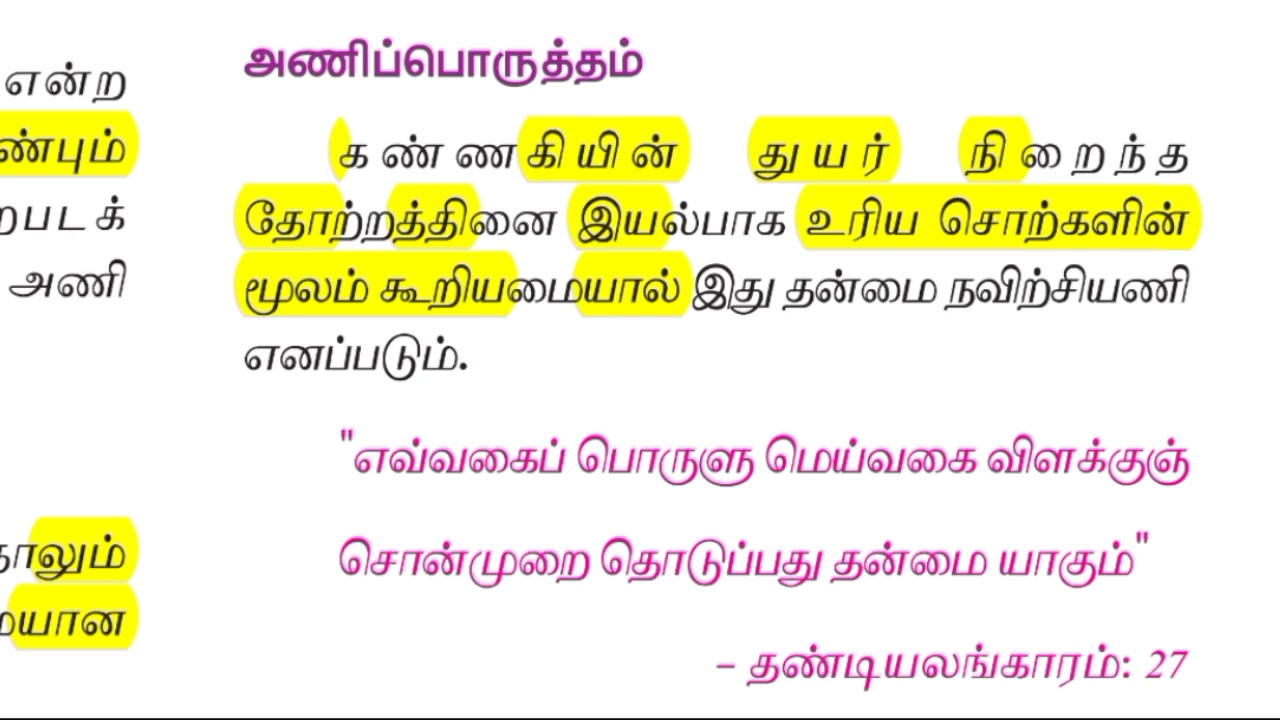 என்ற
ண்பும்
றபடக்
அணி
லும்
யான
அணிப்பொருத்தம்
கண்ணகியின் துயர் நிறைந்த
தோற்றத்தினை இயல்பாக உரிய சொற்களின்
மூலம் கூறியமையால் இது தன்மை நவிற்சியணி
எனப்படும்.
"எவ்வகைப் பொருளு மெய்வகை விளக்குஞ்
சொன்முறை தொடுப்பது தன்மை யாகும்"
– தண்டியலங்காரம்: 27